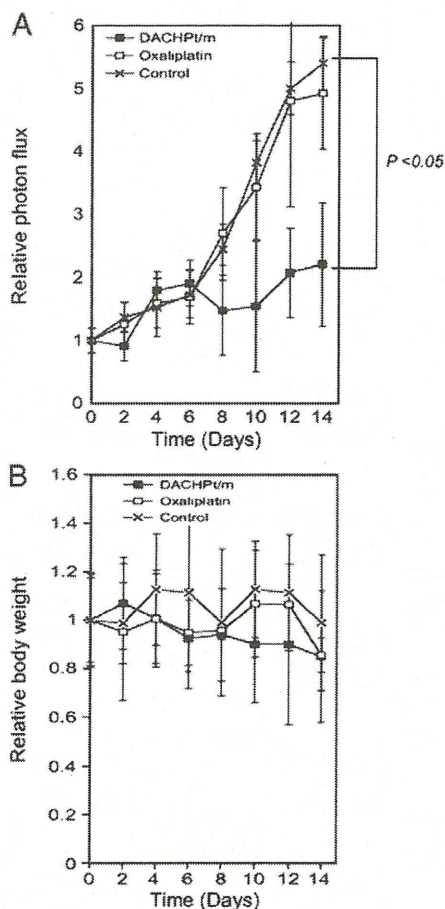 A
DACHPt/m
Oxaliplatin
Control
Relative photon flux
6
5
4
3
2
1
0
0 2 4 6 8 10 12 14
Time (Days)
P <0.05
B
DACHPt/m
Oxaliplatin
Control
Relative body weight
1.6
1.4
1.2
1
0.8
0.6
0.4
0.2
0
0 2 4 6 8 10 12 14
Time (Days)